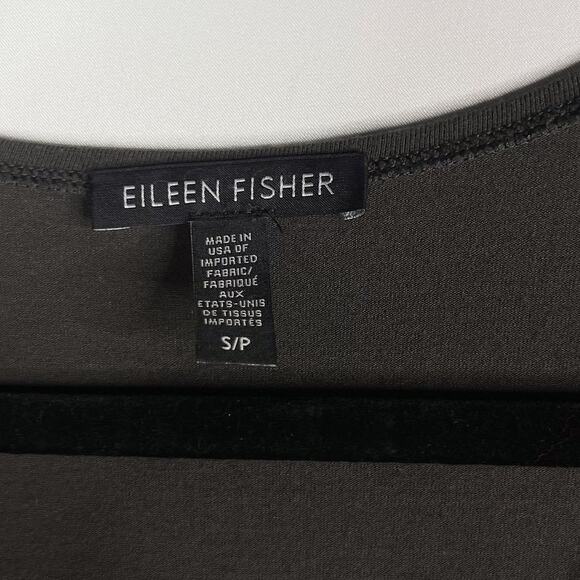 EILEEN FISHER
MADE IN
USA OF
IMPORTED
FABRIC/
FABRIQUÉ
AUX
ETATS-UNIS
DE TISSUS
IMPORTÉS
S/P